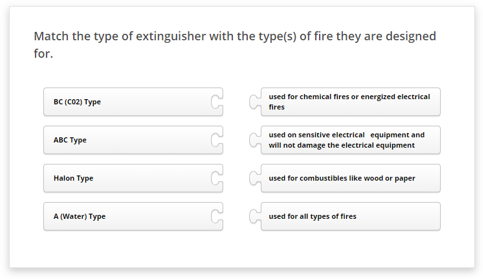 Match the type of extinguisher with the type(s) of fire they are designed
for.
BC (C02) Type
used for chemical fires or energized electrical
fires
ABC Type
used on sensitive electrical equipment and
will not damage the electrical equipment
Halon Type
used for combustibles like wood or paper
A (Water) Type
used for all types of fires